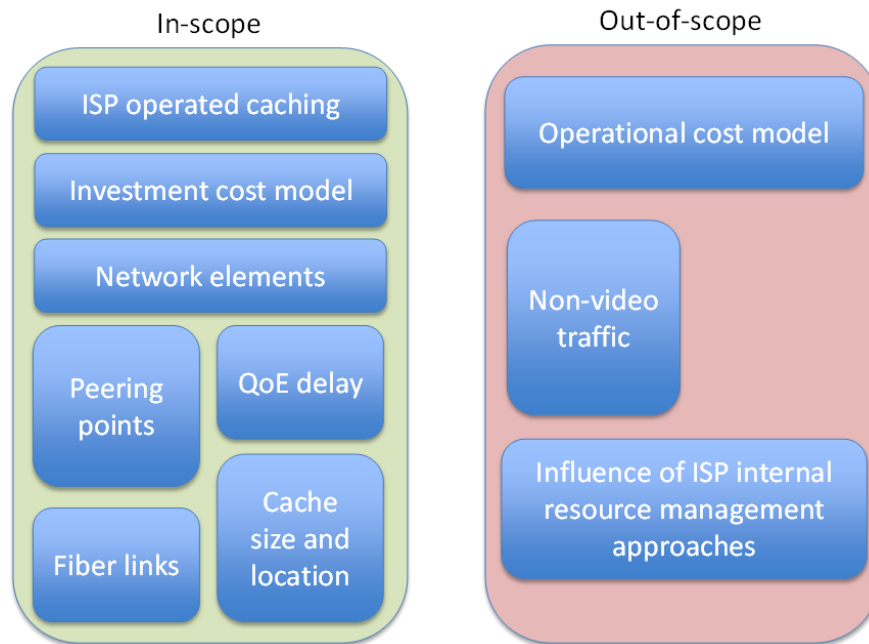 In-scope
ISP operated caching
Investment cost model
Network elements
Peering
points
QoE delay
Fiber links
Cache
size and
location
Out-of-scope
Operational cost model
Non-video
traffic
Influence of ISP internal
resource management
approaches